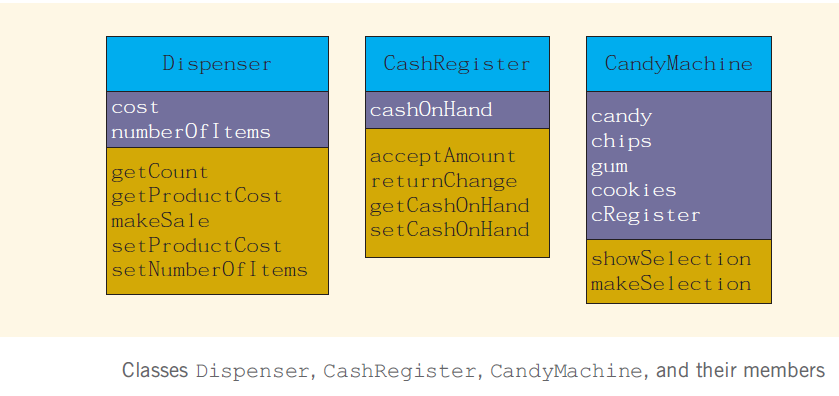 Dispenser
cost
numberOfItems
getCount
getProductCost
makeSale
setProductCost
setNumberOfItems
CashRegister
cashOnHand
acceptAmount
returnChange
getCashOnHand
setCashOnHand
CandyMachine
candy
chips
gum
cookies
cRegister
showSelection
makeSelection
Classes Dispenser, CashRegister, CandyMachine, and their members